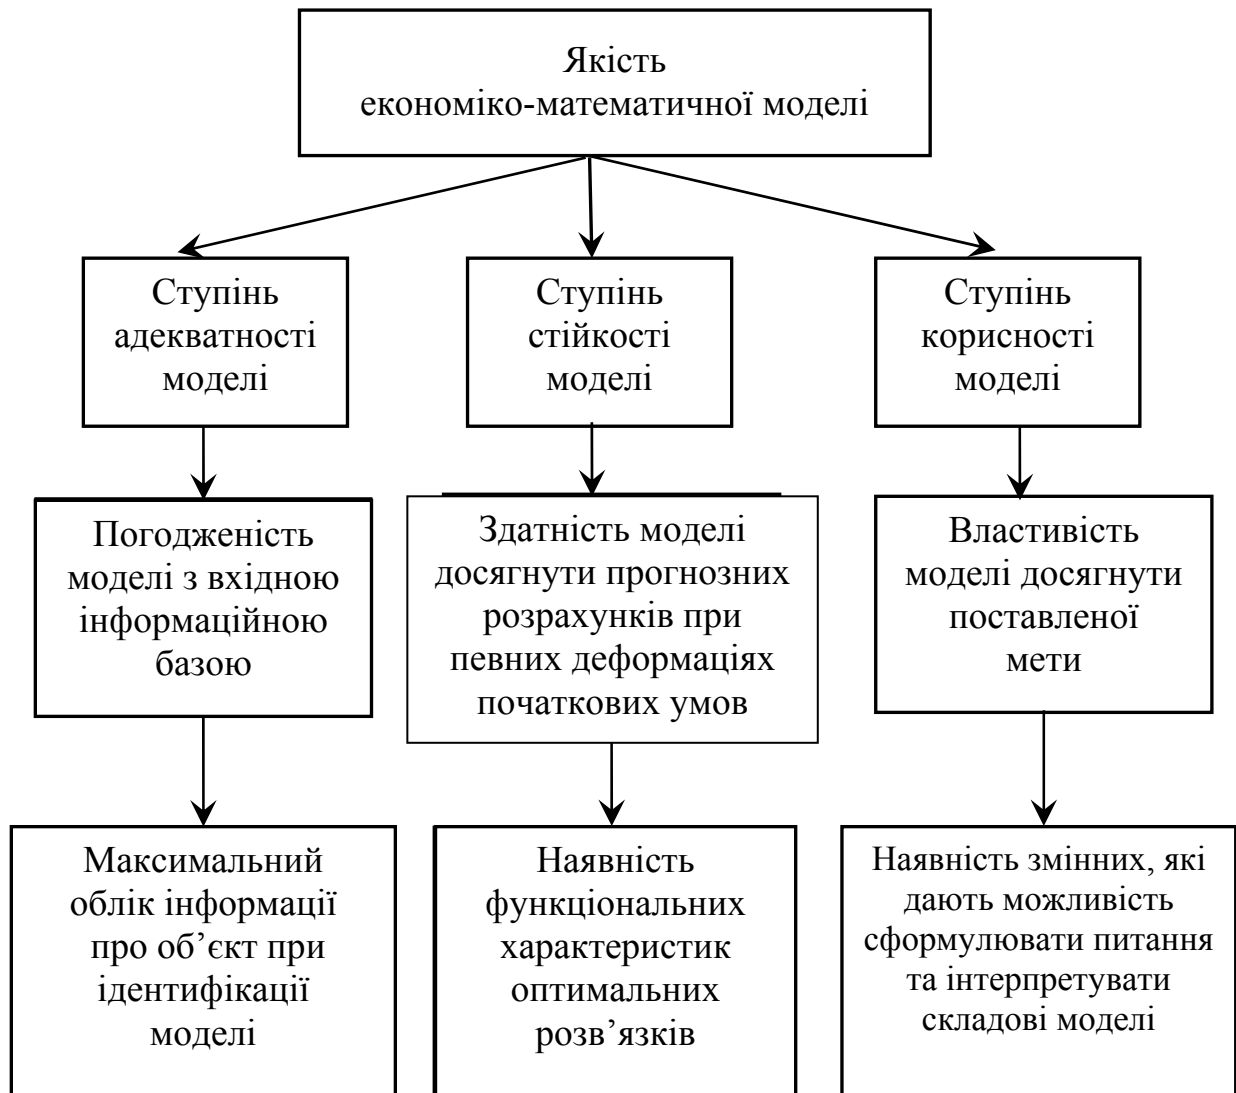 Якість
економіко-математичної моделі
Ступінь
адекватності
моделі
Ступінь
стійкості
моделі
Ступінь
корисності
моделі
Погодженість
моделі з вхідною
інформаційною
базою
Здатність моделі
досягнути прогнозних
розрахунків при
певних деформаціях
початкових умов
Властивість
моделі досягнути
поставленої
мети
Максимальний
облік інформації
про об’єкт при
ідентифікації
моделі
Наявність
функціональних
характеристик
оптимальних
розв’язків
Наявність змінних, які
дають можливість
сформулювати питання
та інтерпретувати
складові моделі